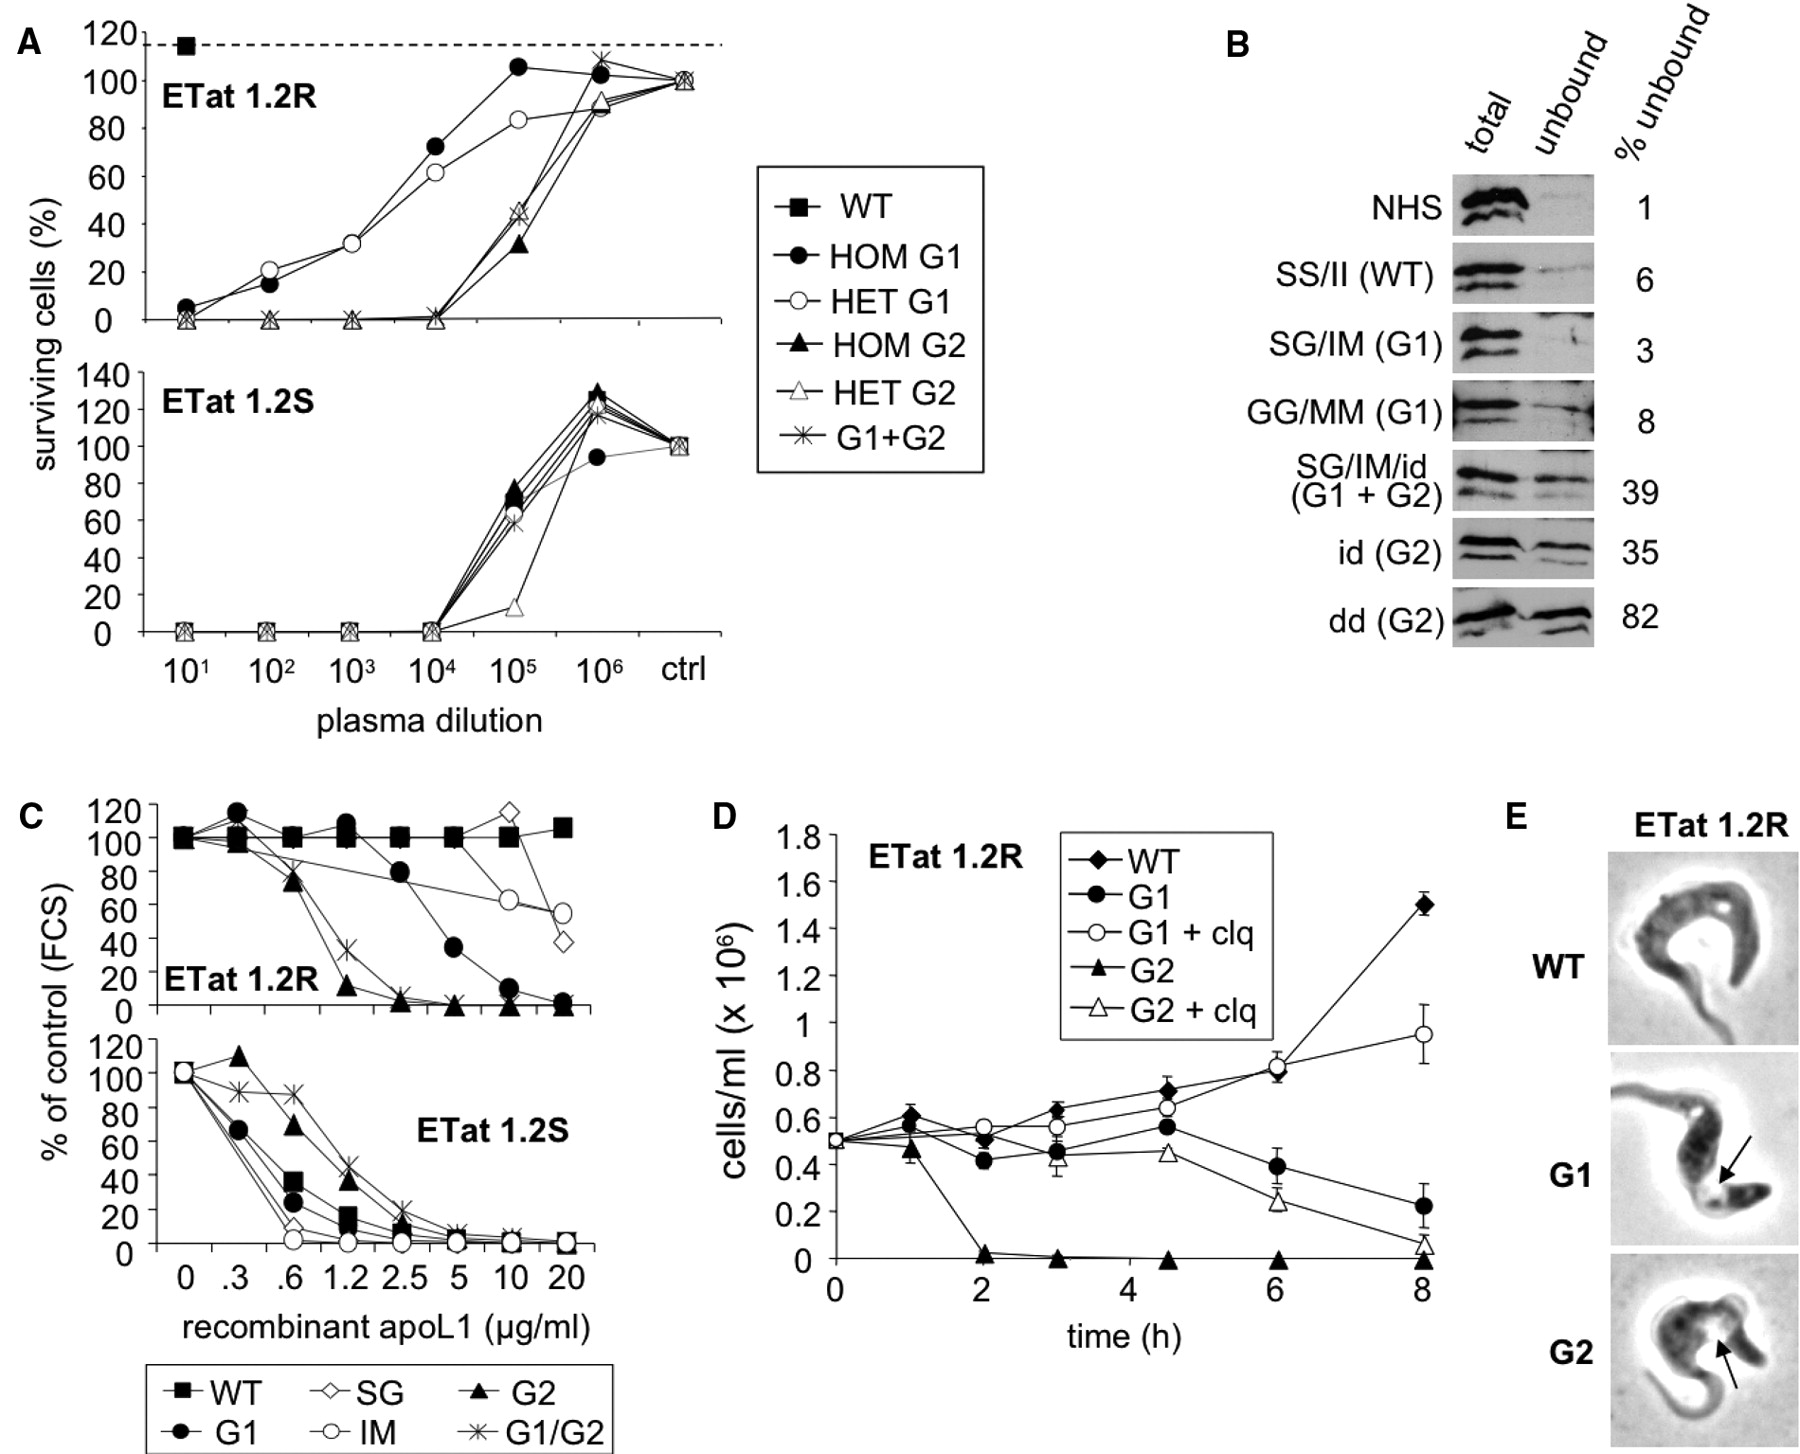 A
120
100
80
60
40
20
0
ETat 1.2R
surviving cells (%)
140
120
100
80
60
40
20
0
ETat 1.2S
10¹ 10² 10³ 10⁴ 10⁵ 10⁶ ctrl
plasma dilution
WT
HOM G1
HET G1
HOM G2
HET G2
G1+G2
B
total unbound % unbound
NHS 1
SS/II (WT) 6
SG/IM (G1) 3
GG/MM (G1) 8
SG/IM/id
(G1 + G2) 39
id (G2) 35
dd (G2) 82
C
120
100
80
60
40
20
0
ETat 1.2R
% of control (FCS)
120
100
80
60
40
20
0
ETat 1.2S
0 .3 .6 1.2 2.5 5 10 20
recombinant apoL1 (µg/ml)
WT SG G2
G1 IM G1/G2
D
cells/ml (x 10⁶)
1.8
1.6
1.4
1.2
1
0.8
0.6
0.4
0.2
0
ETat 1.2R
WT
G1
G1 + clq
G2
G2 + clq
0 2 4 6 8
time (h)
E
ETat 1.2R
WT
G1
G2